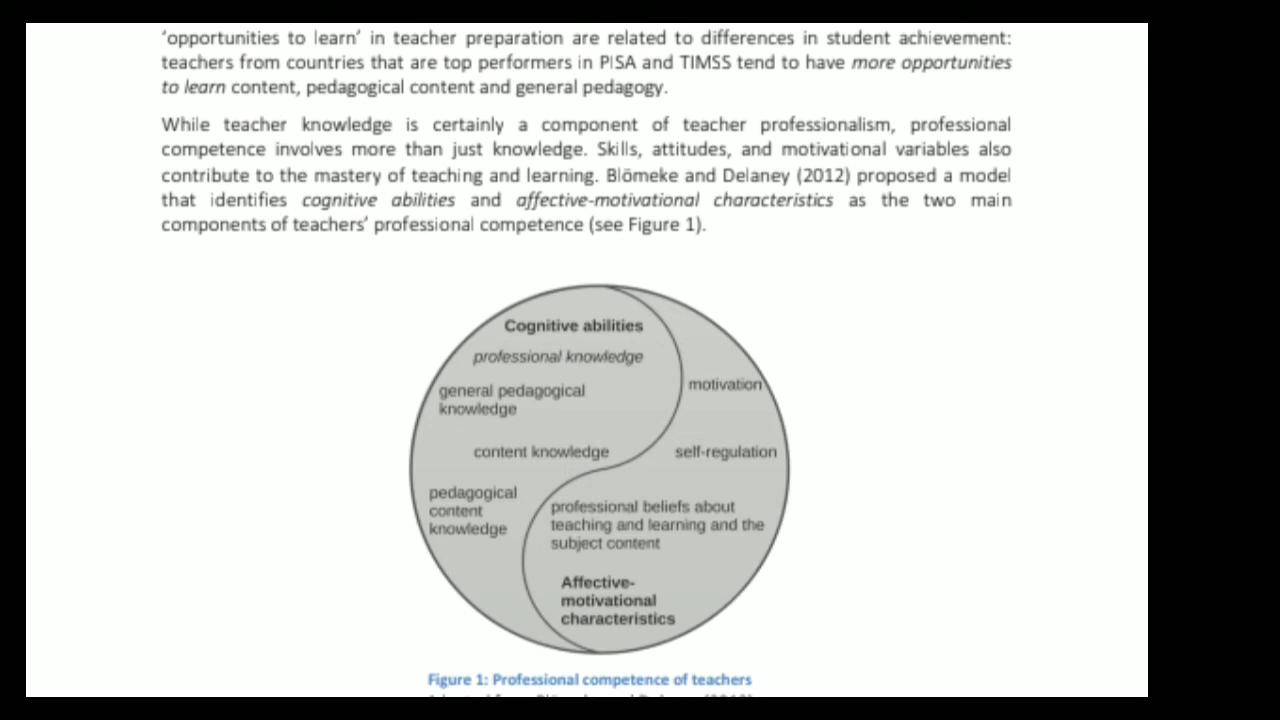 ‘opportunities to learn’ in teacher preparation are related to differences in student achievement:
teachers from countries that are top performers in PISA and TIMSS tend to have more opportunities
to learn content, pedagogical content and general pedagogy.
While teacher knowledge is certainly a component of teacher professionalism, professional
competence involves more than just knowledge. Skills, attitudes, and motivational variables also
contribute to the mastery of teaching and learning. Blömeke and Delaney (2012) proposed a model
that identifies cognitive abilities and affective-motivational characteristics as the two main
components of teachers’ professional competence (see Figure 1).
Cognitive abilities
professional knowledge
general pedagogical
knowledge
content knowledge
pedagogical
content
knowledge
motivation
self-regulation
professional beliefs about
teaching and learning and the
subject content
Affective-
motivational
characteristics
Figure 1: Professional competence of teachers